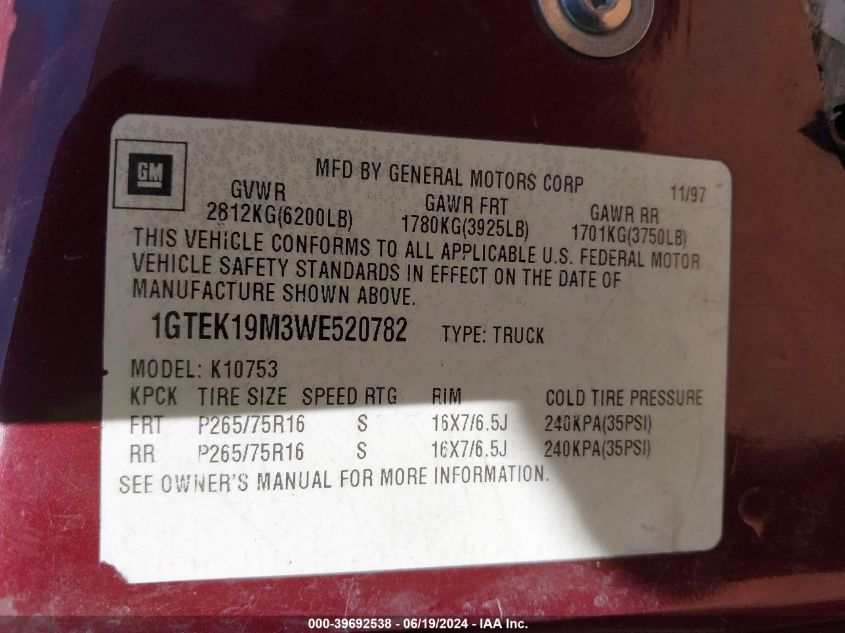 GM
MFD BY GENERAL MOTORS CORP 11/97
GVWR GAWR FRT GAWR RR
2812KG(6200LB) 1780KG(3925LB) 1701KG(3750LB)
THIS VEHICLE CONFORMS TO ALL APPLICABLE U.S. FEDERAL MOTOR
VEHICLE SAFETY STANDARDS IN EFFECT ON THE DATE OF
MANUFACTURE SHOWN ABOVE.
1GTEK19M3WE520782 TYPE: TRUCK
MODEL: K10753
KPCK TIRE SIZE SPEED RTG RIM COLD TIRE PRESSURE
FRT P265/75R16 S 16X7/6.5J 240KPA(35PSI)
RR P265/75R16 S 16X7/6.5J 240KPA(35PSI)
SEE OWNER'S MANUAL FOR MORE INFORMATION.
000-39692538 - 06/19/2024 - IAA Inc.